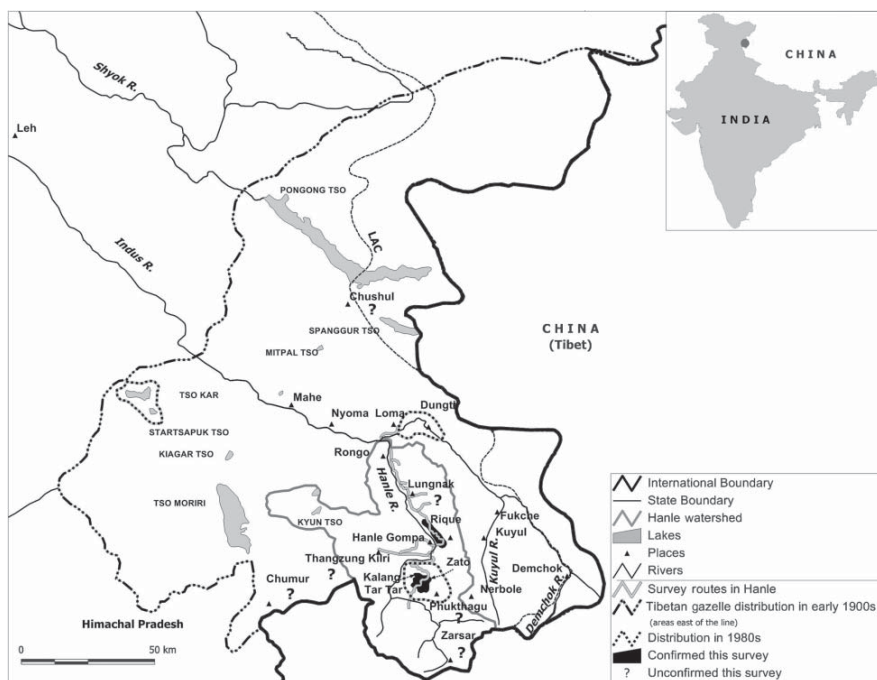 Shyok R.
Leh
Indus R.
PONGONG TSO
LAC
Chushul
?
SPANGGUR TSO
MITPAL TSO
CHINA
(Tibet)
CHINA
INDIA
TSO KAR
STARTSAPUK TSO
KIAGAR TSO
TSO MORIRI
Mahe
Nyoma
Loma
Dungti
Rongo
Hanle R.
Lungnak
?
Rique
KYUN TSO
Hanle Gompa
Fukche
Kuyul
Kuyul R.
Thangzung Kilri
?
Zato
Demchok
Demchok R.
Chumur
?
Kalang
Tar Tar
Nerbole
Phukthagu
?
Zarsar
?
Himachal Pradesh
0 50 km
International Boundary
State Boundary
Hanle watershed
Lakes
Places
Rivers
Survey routes in Hanle
Tibetan gazelle distribution in early 1900s
(areas east of the line)
Distribution in 1980s
Confirmed this survey
? Unconfirmed this survey